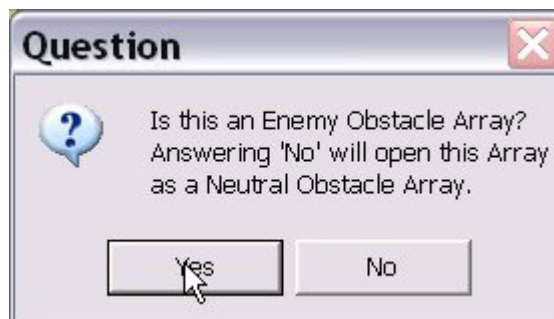 Question
Is this an Enemy Obstacle Array?
Answering 'No' will open this Array
as a Neutral Obstacle Array.
Yes
No